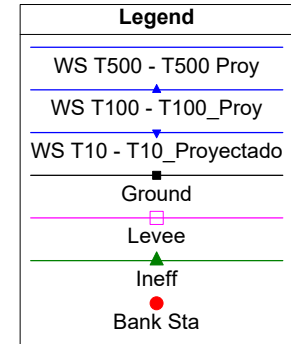 Legend
WS T500 - T500 Proy
WS T100 - T100_Proy
WS T10 - T10_Proyectado
Ground
Levee
Ineff
Bank Sta